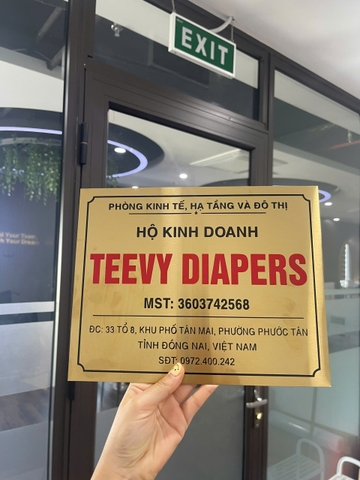 EXIT
PHÒNG KINH TẾ, HẠ TẦNG VÀ ĐÔ THỊ
HỘ KINH DOANH
TEEVY DIAPERS
MST: 3603742568
ĐC: 33 TỔ 8, KHU PHỐ TÂN MAI, PHƯỜNG PHƯỚC TÂN
TỈNH ĐỒNG NAI, VIỆT NAM
SĐT: 0972.400.242